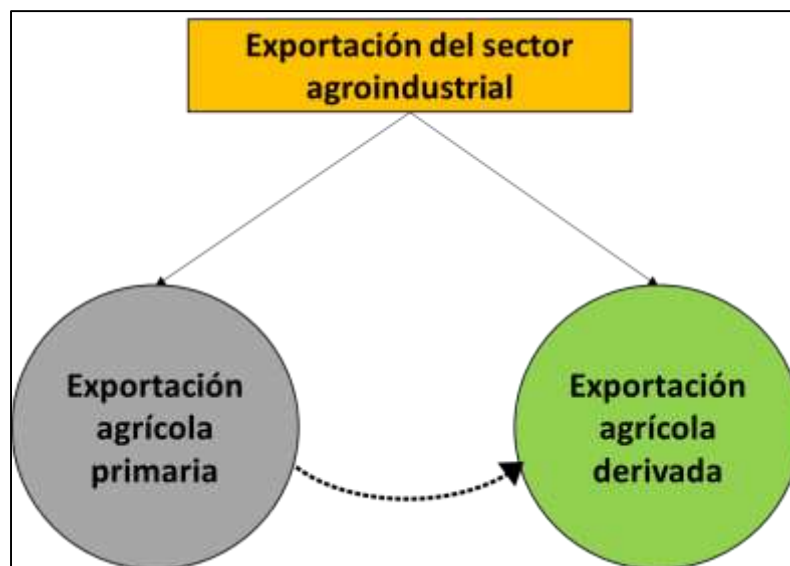 Exportación del sector
agroindustrial
Exportación
agrícola
primaria
Exportación
agrícola
derivada